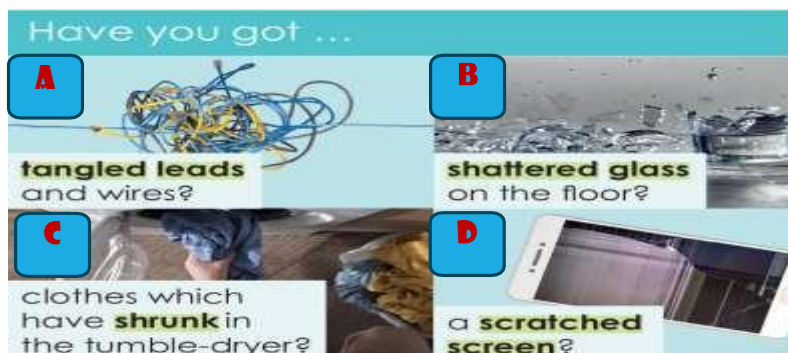 Have you got ...
A
tangled leads
and wires?
B
shattered glass
on the floor?
C
clothes which
have shrunk in
the tumble-dryer?
D
a scratched
screen?